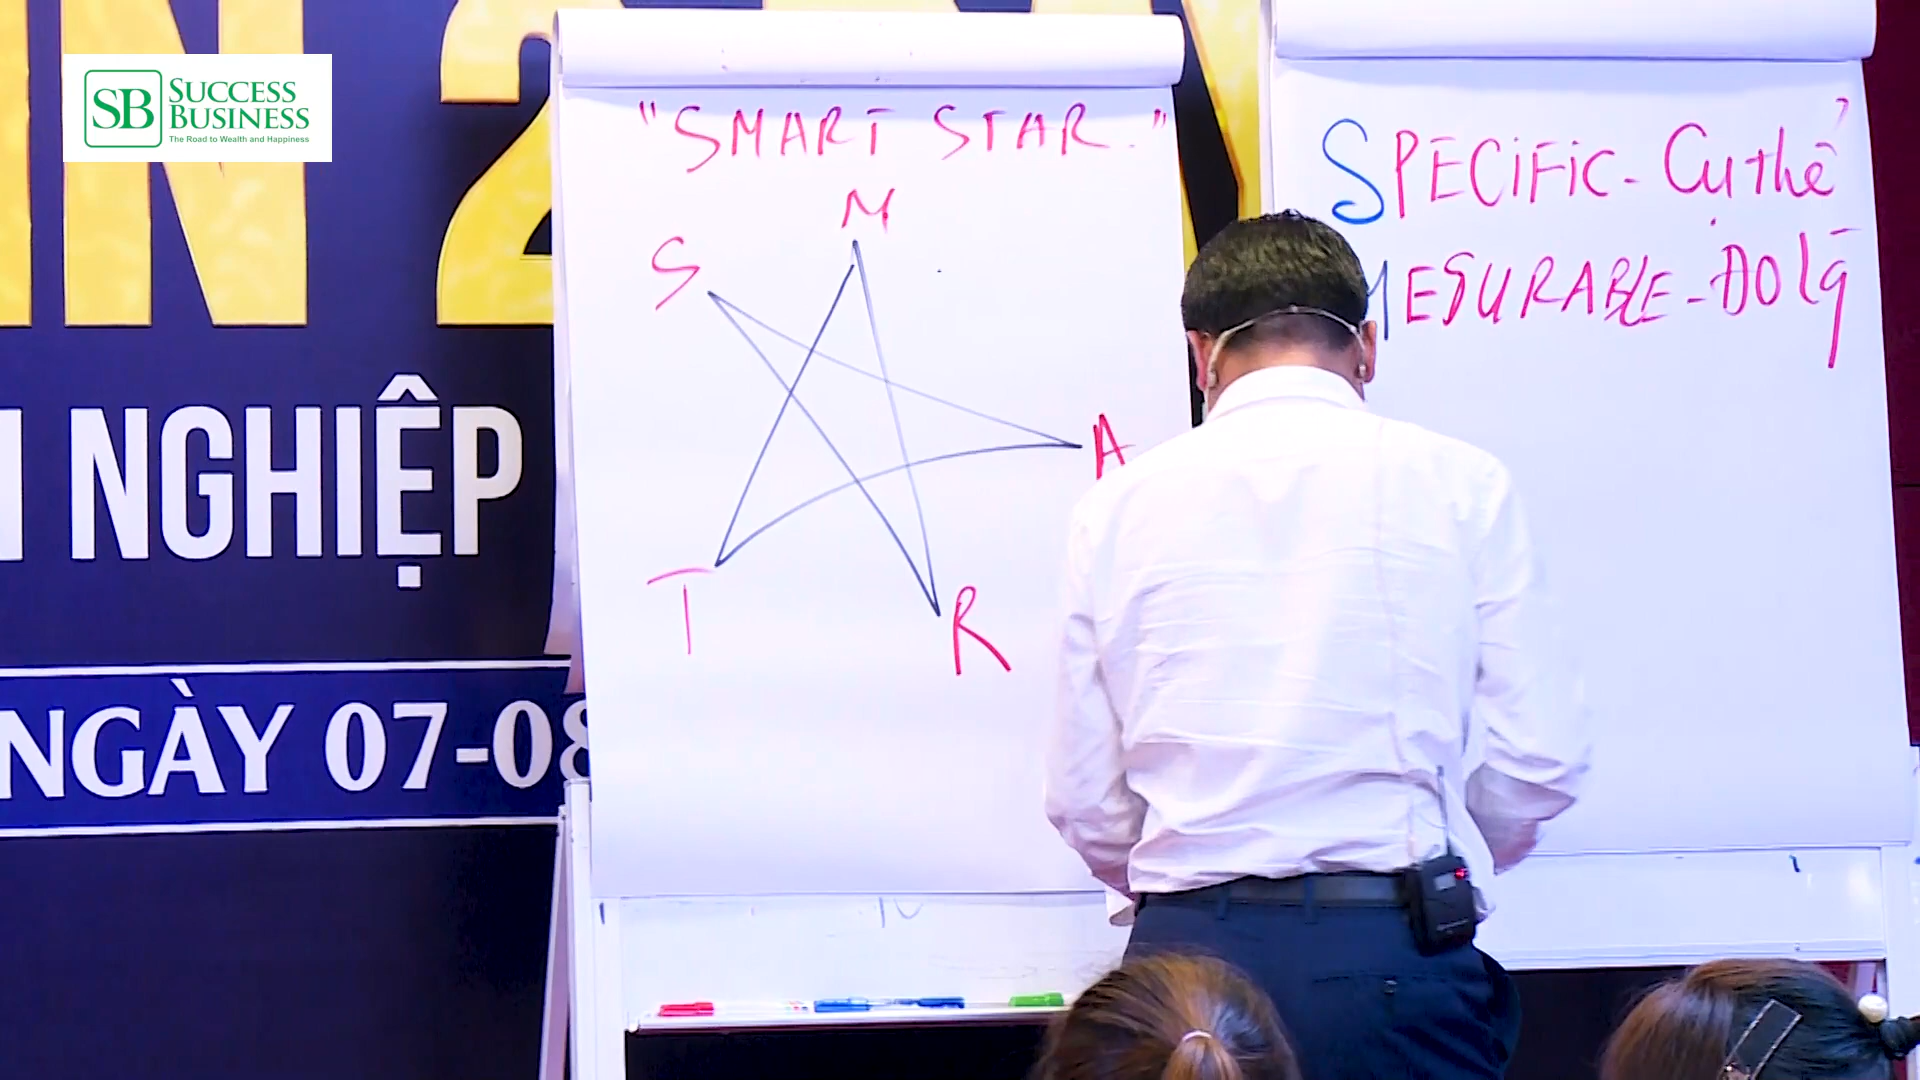 SB SUCCESS
BUSINESS
The Road to Wealth and Happiness
NGHIỆP
NGÀY 07-08
"SMART STAR."
M
S
A
T
R
SPECIFIC - Cụ thể
MESURABLE - ĐO